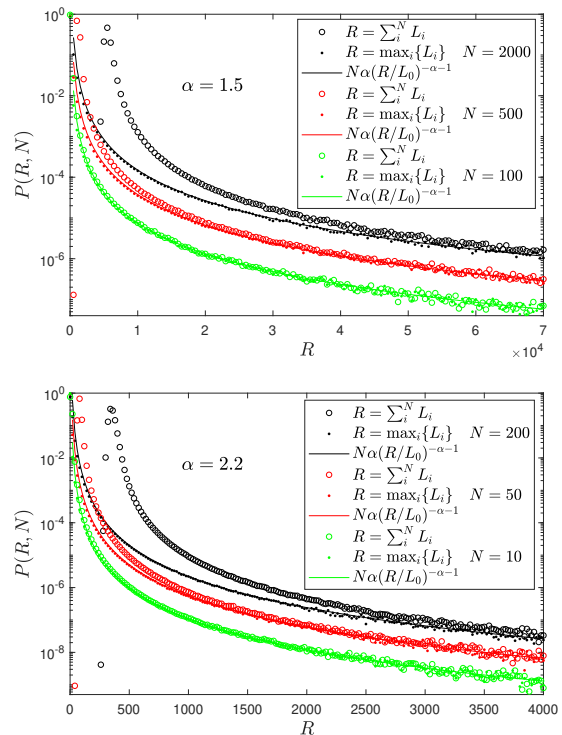 10^0
10^-2
10^-4
10^-6
P(R, N)
α = 1.5
R = ∑_i^N L_i
R = max_i{L_i} N = 2000
Nα(R/L_0)^{-α-1}
R = ∑_i^N L_i
R = max_i{L_i} N = 500
Nα(R/L_0)^{-α-1}
R = ∑_i^N L_i
R = max_i{L_i} N = 100
Nα(R/L_0)^{-α-1}
0 1 2 3 4 5 6 7
R
×10^4
10^0
10^-2
10^-4
10^-6
10^-8
P(R, N)
α = 2.2
R = ∑_i^N L_i
R = max_i{L_i} N = 200
Nα(R/L_0)^{-α-1}
R = ∑_i^N L_i
R = max_i{L_i} N = 50
Nα(R/L_0)^{-α-1}
R = ∑_i^N L_i
R = max_i{L_i} N = 10
Nα(R/L_0)^{-α-1}
0 500 1000 1500 2000 2500 3000 3500 4000
R